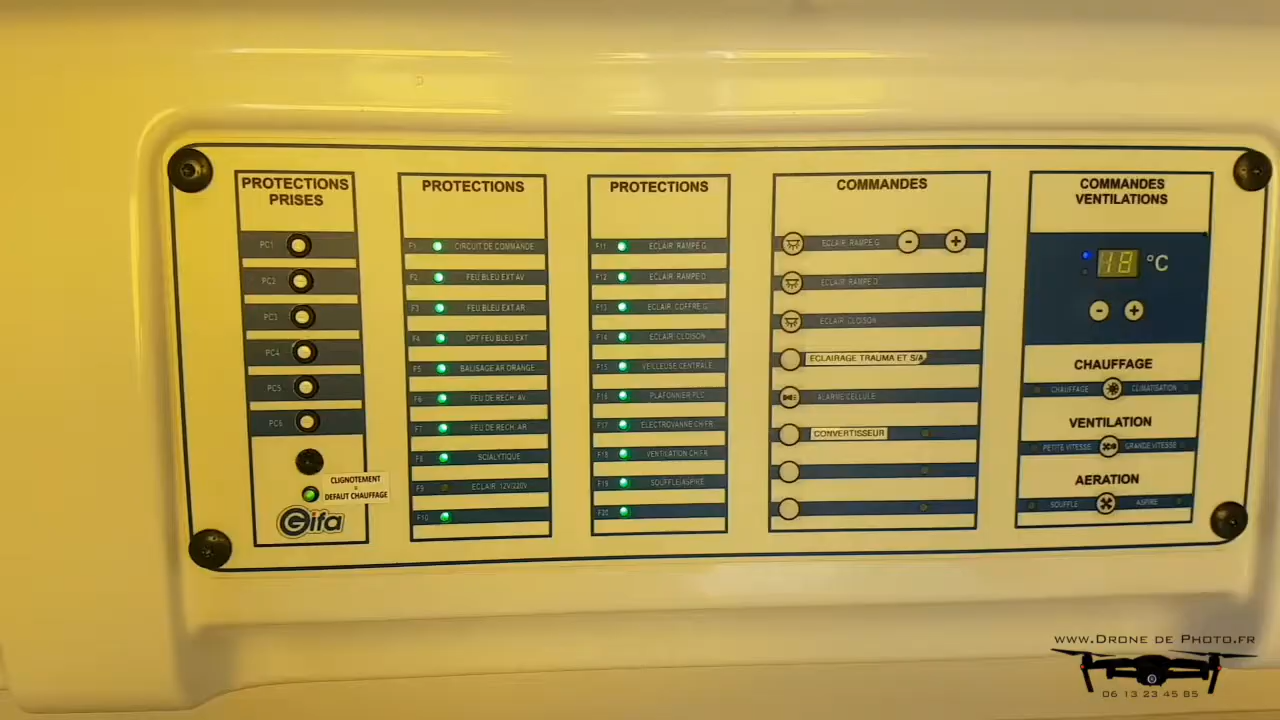 PROTECTIONS
PRISES
PC1
PC2
PC3
PC4
PC5
PC6
CLIGNOTEMENT
=
DEFAUT CHAUFFAGE
Gifa
PROTECTIONS
F1 CIRCUIT DE COMMANDE
F2 FEU BLEU EXT AV
F3 FEU BLEU EXT AR
F4 OPT FEU BLEU EXT
F5 BALISAGE AR ORANGE
F6 FEU DE RECH. AV
F7 FEU DE RECH. AR
F8 SCIALYTIQUE
F9 ECLAIR. 12V/220V
F10
PROTECTIONS
F11 ECLAIR. RAMPE G
F12 ECLAIR. RAMPE D
F13 ECLAIR. COFFRE G
F14 ECLAIR. CLOISON
F15 VEILLEUSE CENTRALE
F16 PLAFONNIER PLC
F17 ELECTROVANNE CH/FR
F18 VENTILATION CH/FR
F19 SOUFFLE/ASPIRE
F20
COMMANDES
ECLAIR. RAMPE G - +
ECLAIR. RAMPE D
ECLAIR. CLOISON
ECLAIRAGE TRAUMA ET S/A
ALARME CELLULE
CONVERTISSEUR
COMMANDES
VENTILATIONS
18 °C
- +
CHAUFFAGE
CHAUFFAGE CLIMATISATION
VENTILATION
PETITE VITESSE GRANDE VITESSE
AERATION
SOUFFLE ASPIRE
www.Drone de Photo.fr
06 13 23 45 85